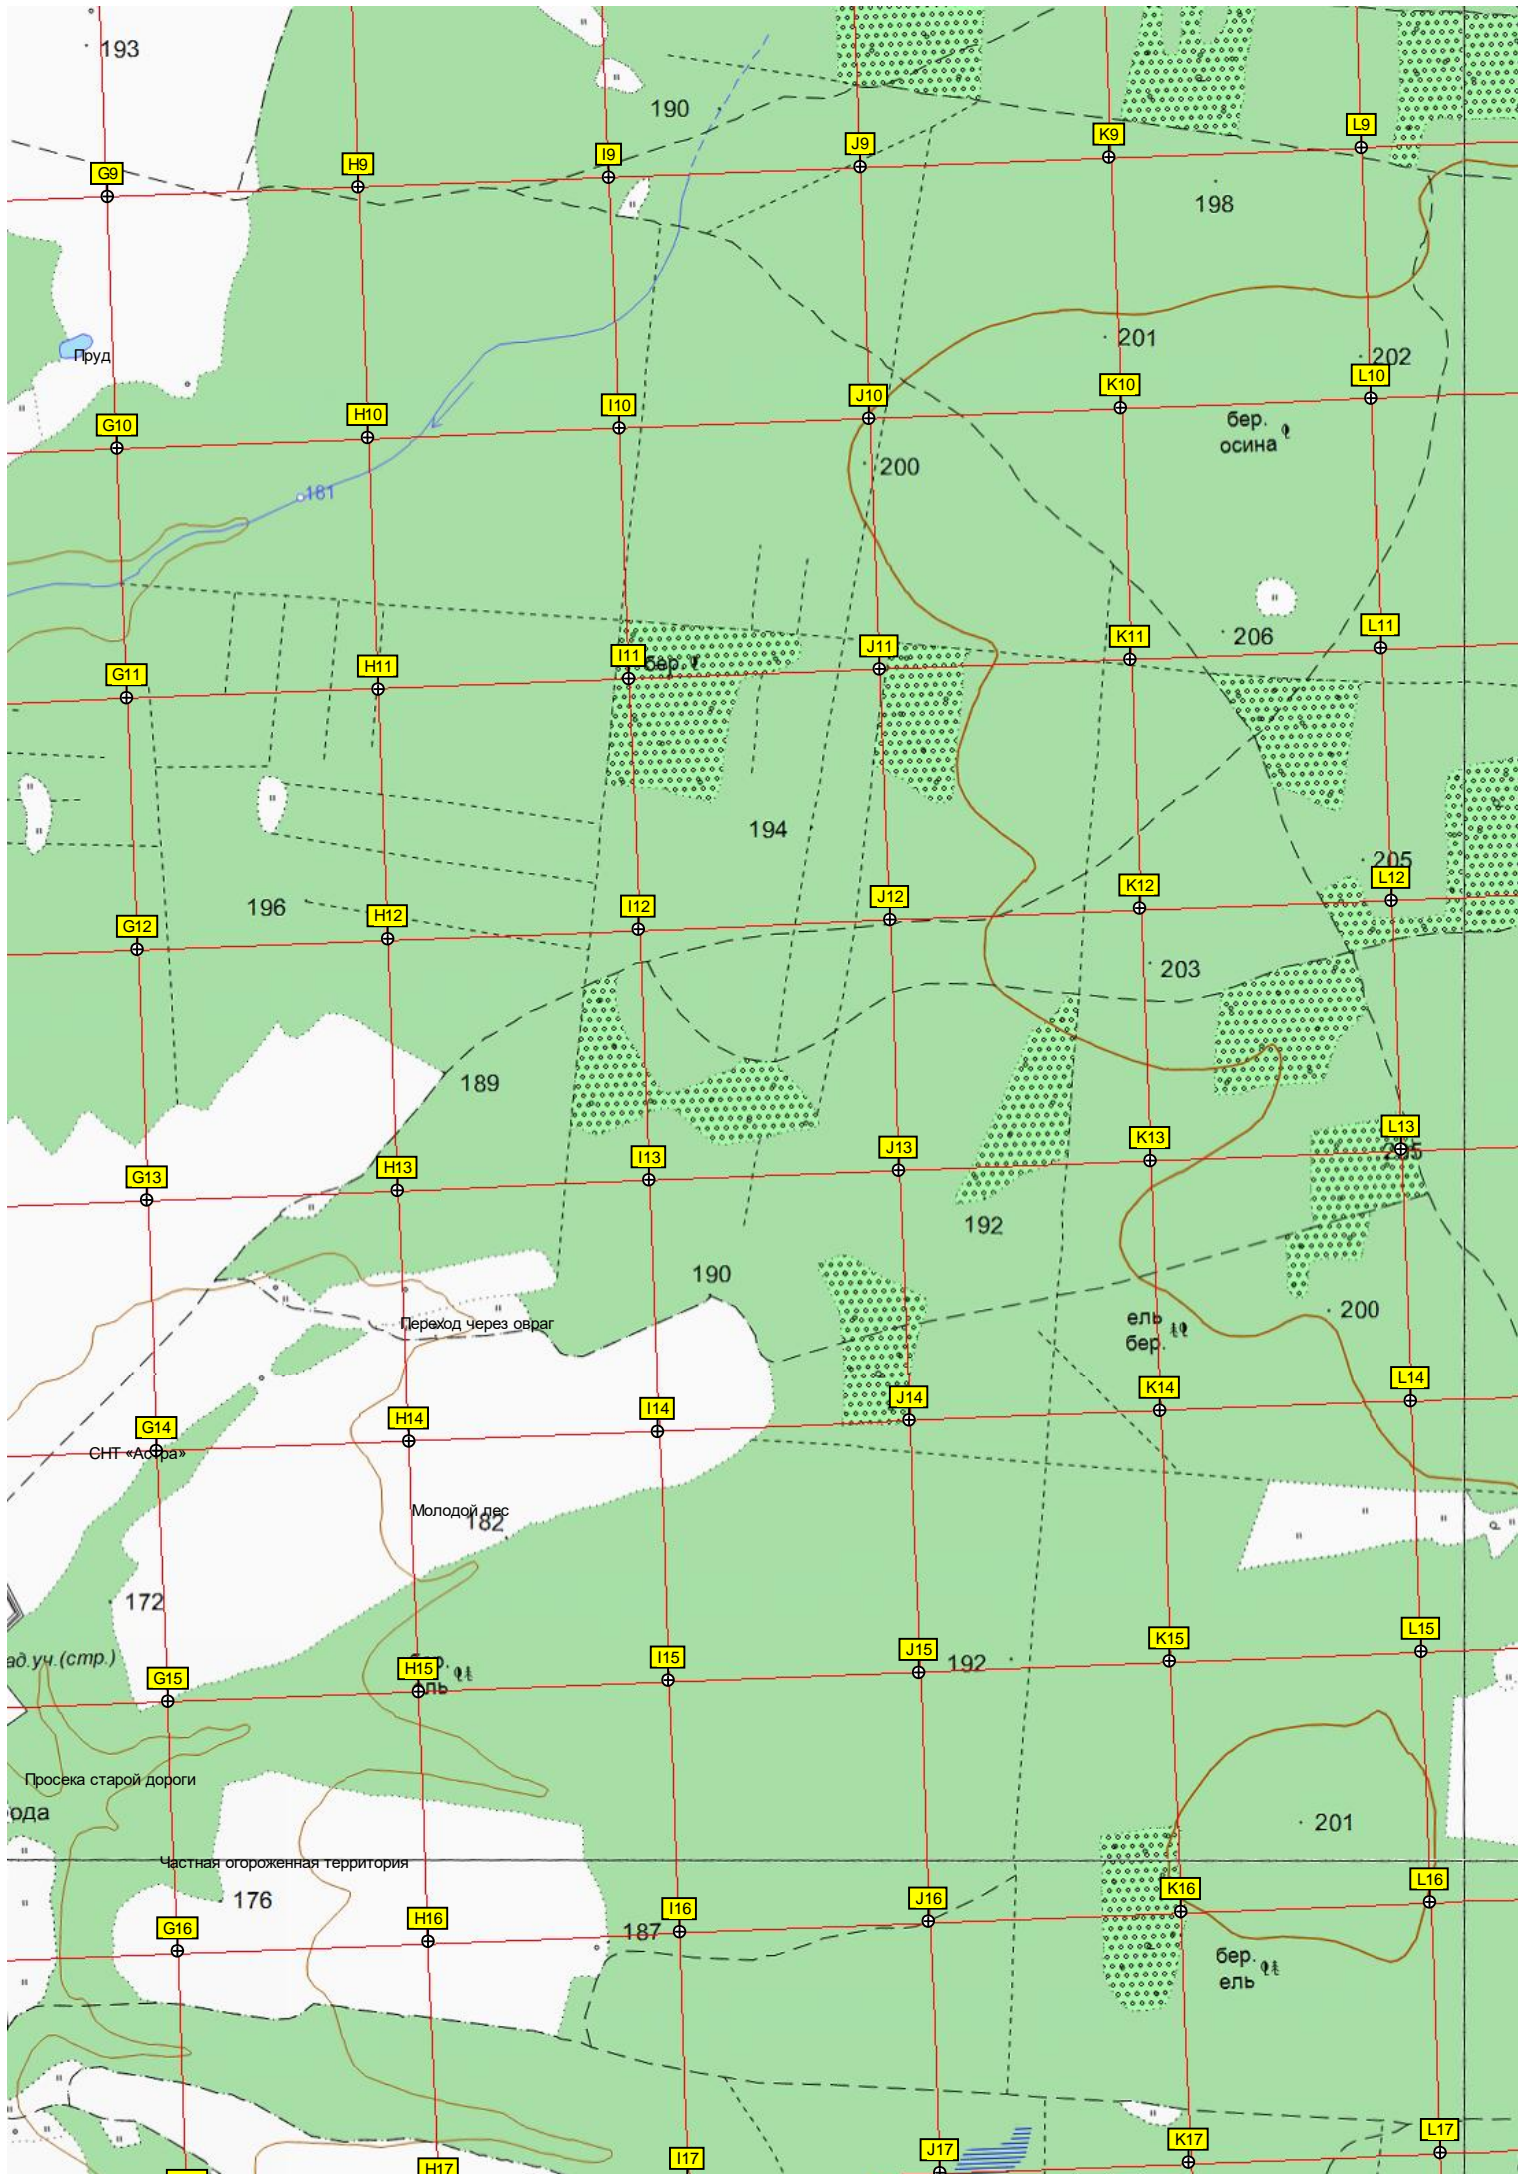 193
190
L9
K9
J9
I9
H9
G9
198
201
202
Пруд
L10
K10
J10
I10
H10
G10
бер.
осина
200
181
206
L11
K11
J11
I11
бер.
H11
G11
194
205
L12
K12
J12
I12
196
H12
G12
203
189
L13
K13
J13
I13
H13
G13
192
190
200
ель
бер.
Переход через овраг
L14
K14
J14
I14
H14
G14
СНТ «Астра»
Молодой лес
182
172
L15
K15
J15
192
I15
ад.уч.(стр.)
H15
G15
Просека старой дороги
ода
201
Частная огороженная территория
176
L16
K16
J16
I16
187
H16
G16
бер.
ель
L17
K17
J17
I17
H17